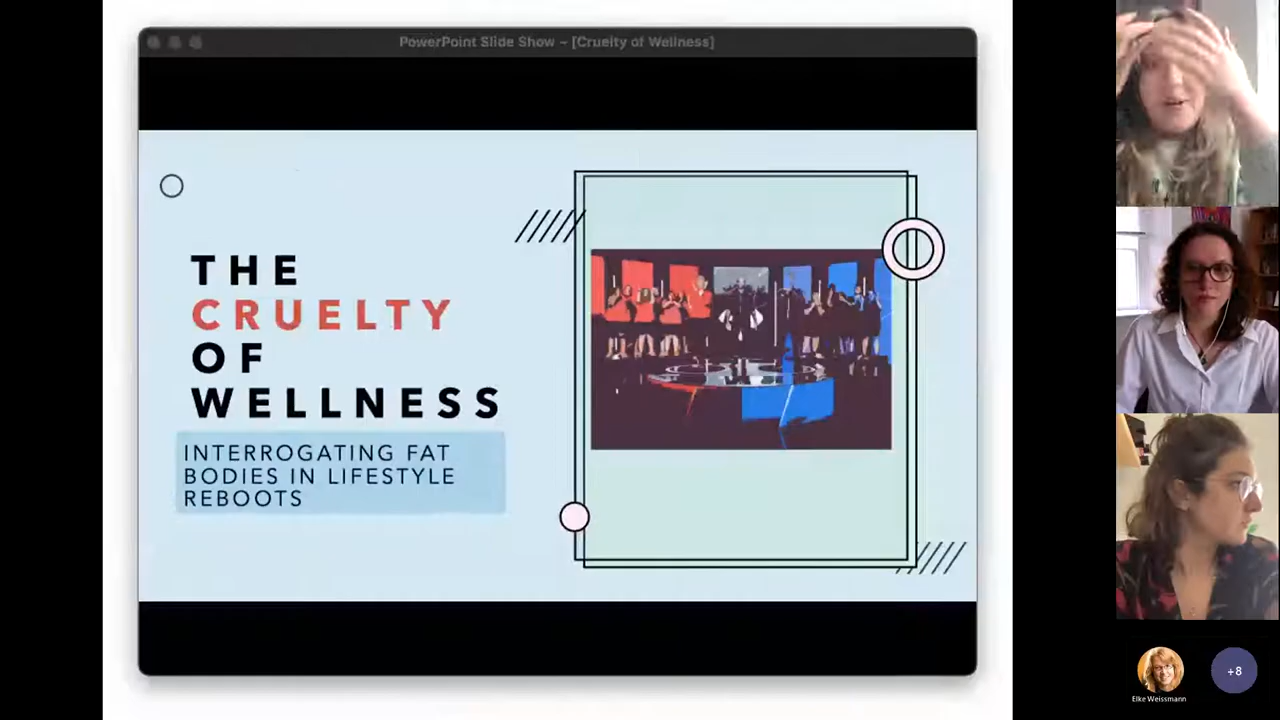 PowerPoint Slide Show - [Cruelty of Wellness]
THE
CRUELTY
OF
WELLNESS
INTERROGATING FAT
BODIES IN LIFESTYLE
REBOOTS
Elke Weissmann
+8